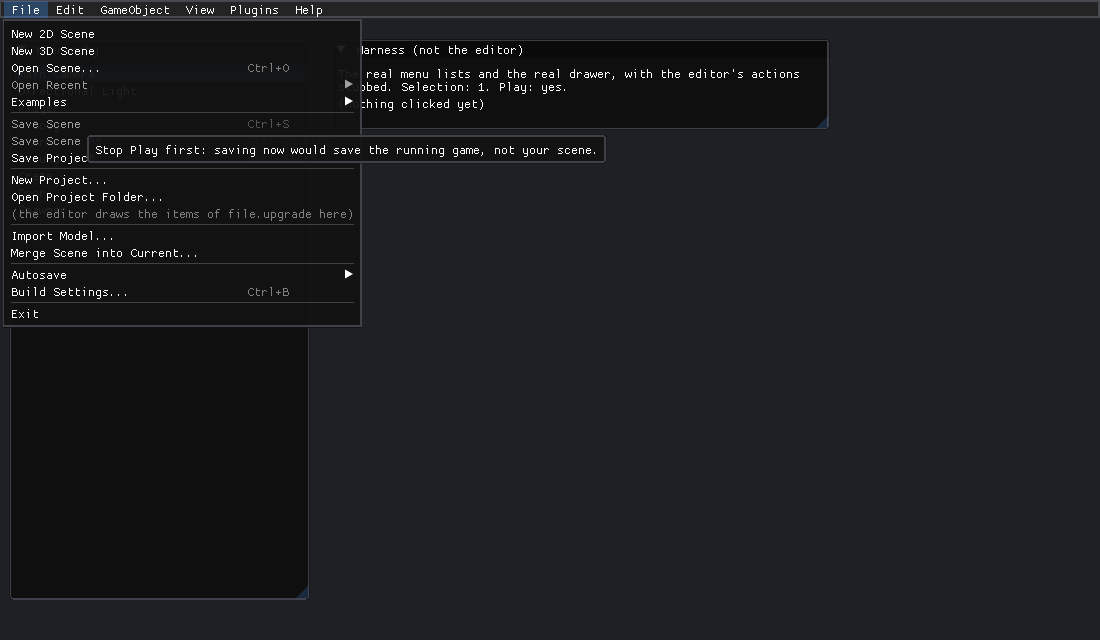 File Edit GameObject View Plugins Help
New 2D Scene
New 3D Scene
Open Scene... Ctrl+O
Open Recent
Examples
Save Scene Ctrl+S
Save Scene
Save Projec
New Project...
Open Project Folder...
(the editor draws the items of file.upgrade here)
Import Model...
Merge Scene into Current...
Autosave
Build Settings... Ctrl+B
Exit
Stop Play first: saving now would save the running game, not your scene.
Harness (not the editor)
The real menu lists and the real drawer, with the editor's actions
bbed. Selection: 1. Play: yes.
ching clicked yet)
Light